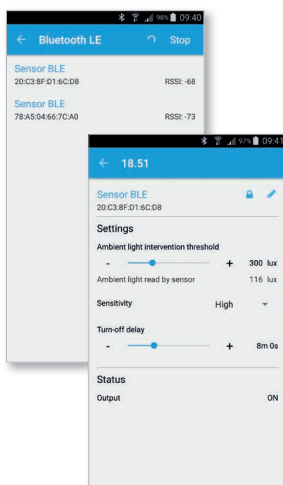 98% 09:40
Bluetooth LE Stop
Sensor BLE
20:C3:8F:D1:6C:D8 RSSI: -68
Sensor BLE
78:A5:04:66:7C:A0 RSSI: -73
97% 09:41
18.51
Sensor BLE
20:C3:8F:D1:6C:D8
Settings
Ambient light intervention threshold
- + 300 lux
Ambient light read by sensor 116 lux
Sensitivity High
Turn-off delay
- + 8m 0s
Status
Output ON